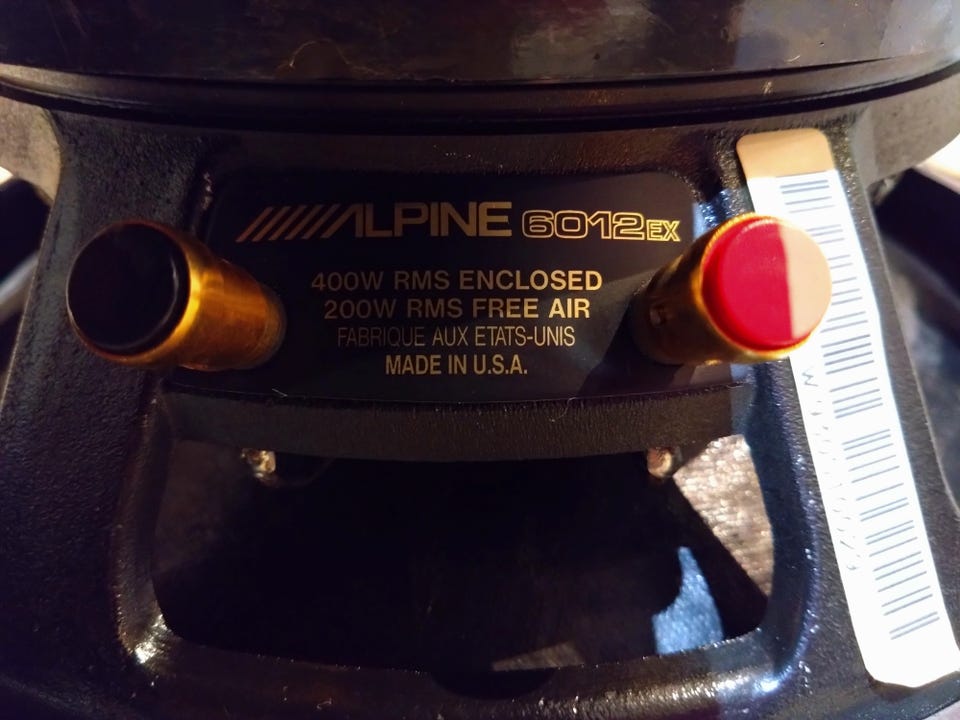 ALPINE 6012EX
400W RMS ENCLOSED
200W RMS FREE AIR
FABRIQUE AUX ETATS-UNIS
MADE IN U.S.A.